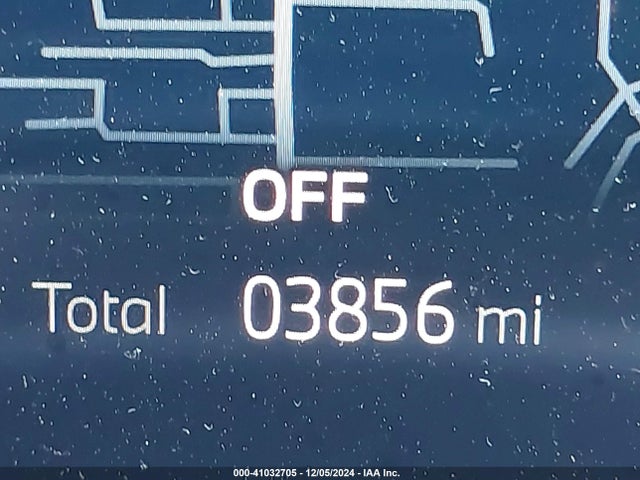 OFF
Total 03856 mi
000-41032705 - 12/05/2024 - IAA Inc.